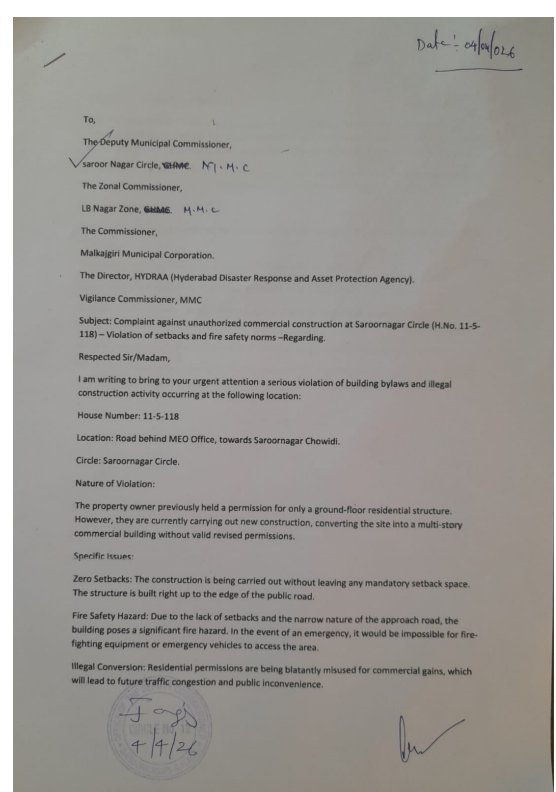 Date:- 04/04/026
To,
The Deputy Municipal Commissioner,
saroor Nagar Circle, GHMC M.M.C
The Zonal Commissioner,
LB Nagar Zone, GHMC M.M.C
The Commissioner,
Malkajgiri Municipal Corporation.
The Director, HYDRAA (Hyderabad Disaster Response and Asset Protection Agency).
Vigilance Commissioner, MMC
Subject: Complaint against unauthorized commercial construction at Saroornagar Circle (H.No. 11-5-
118) – Violation of setbacks and fire safety norms –Regarding.
Respected Sir/Madam,
I am writing to bring to your urgent attention a serious violation of building bylaws and illegal
construction activity occurring at the following location:
House Number: 11-5-118
Location: Road behind MEO Office, towards Saroornagar Chowidi.
Circle: Saroornagar Circle.
Nature of Violation:
The property owner previously held a permission for only a ground-floor residential structure.
However, they are currently carrying out new construction, converting the site into a multi-story
commercial building without valid revised permissions.
Specific Issues:
Zero Setbacks: The construction is being carried out without leaving any mandatory setback space.
The structure is built right up to the edge of the public road.
Fire Safety Hazard: Due to the lack of setbacks and the narrow nature of the approach road, the
building poses a significant fire hazard. In the event of an emergency, it would be impossible for fire-
fighting equipment or emergency vehicles to access the area.
Illegal Conversion: Residential permissions are being blatantly misused for commercial gains, which
will lead to future traffic congestion and public inconvenience.
4/4/26